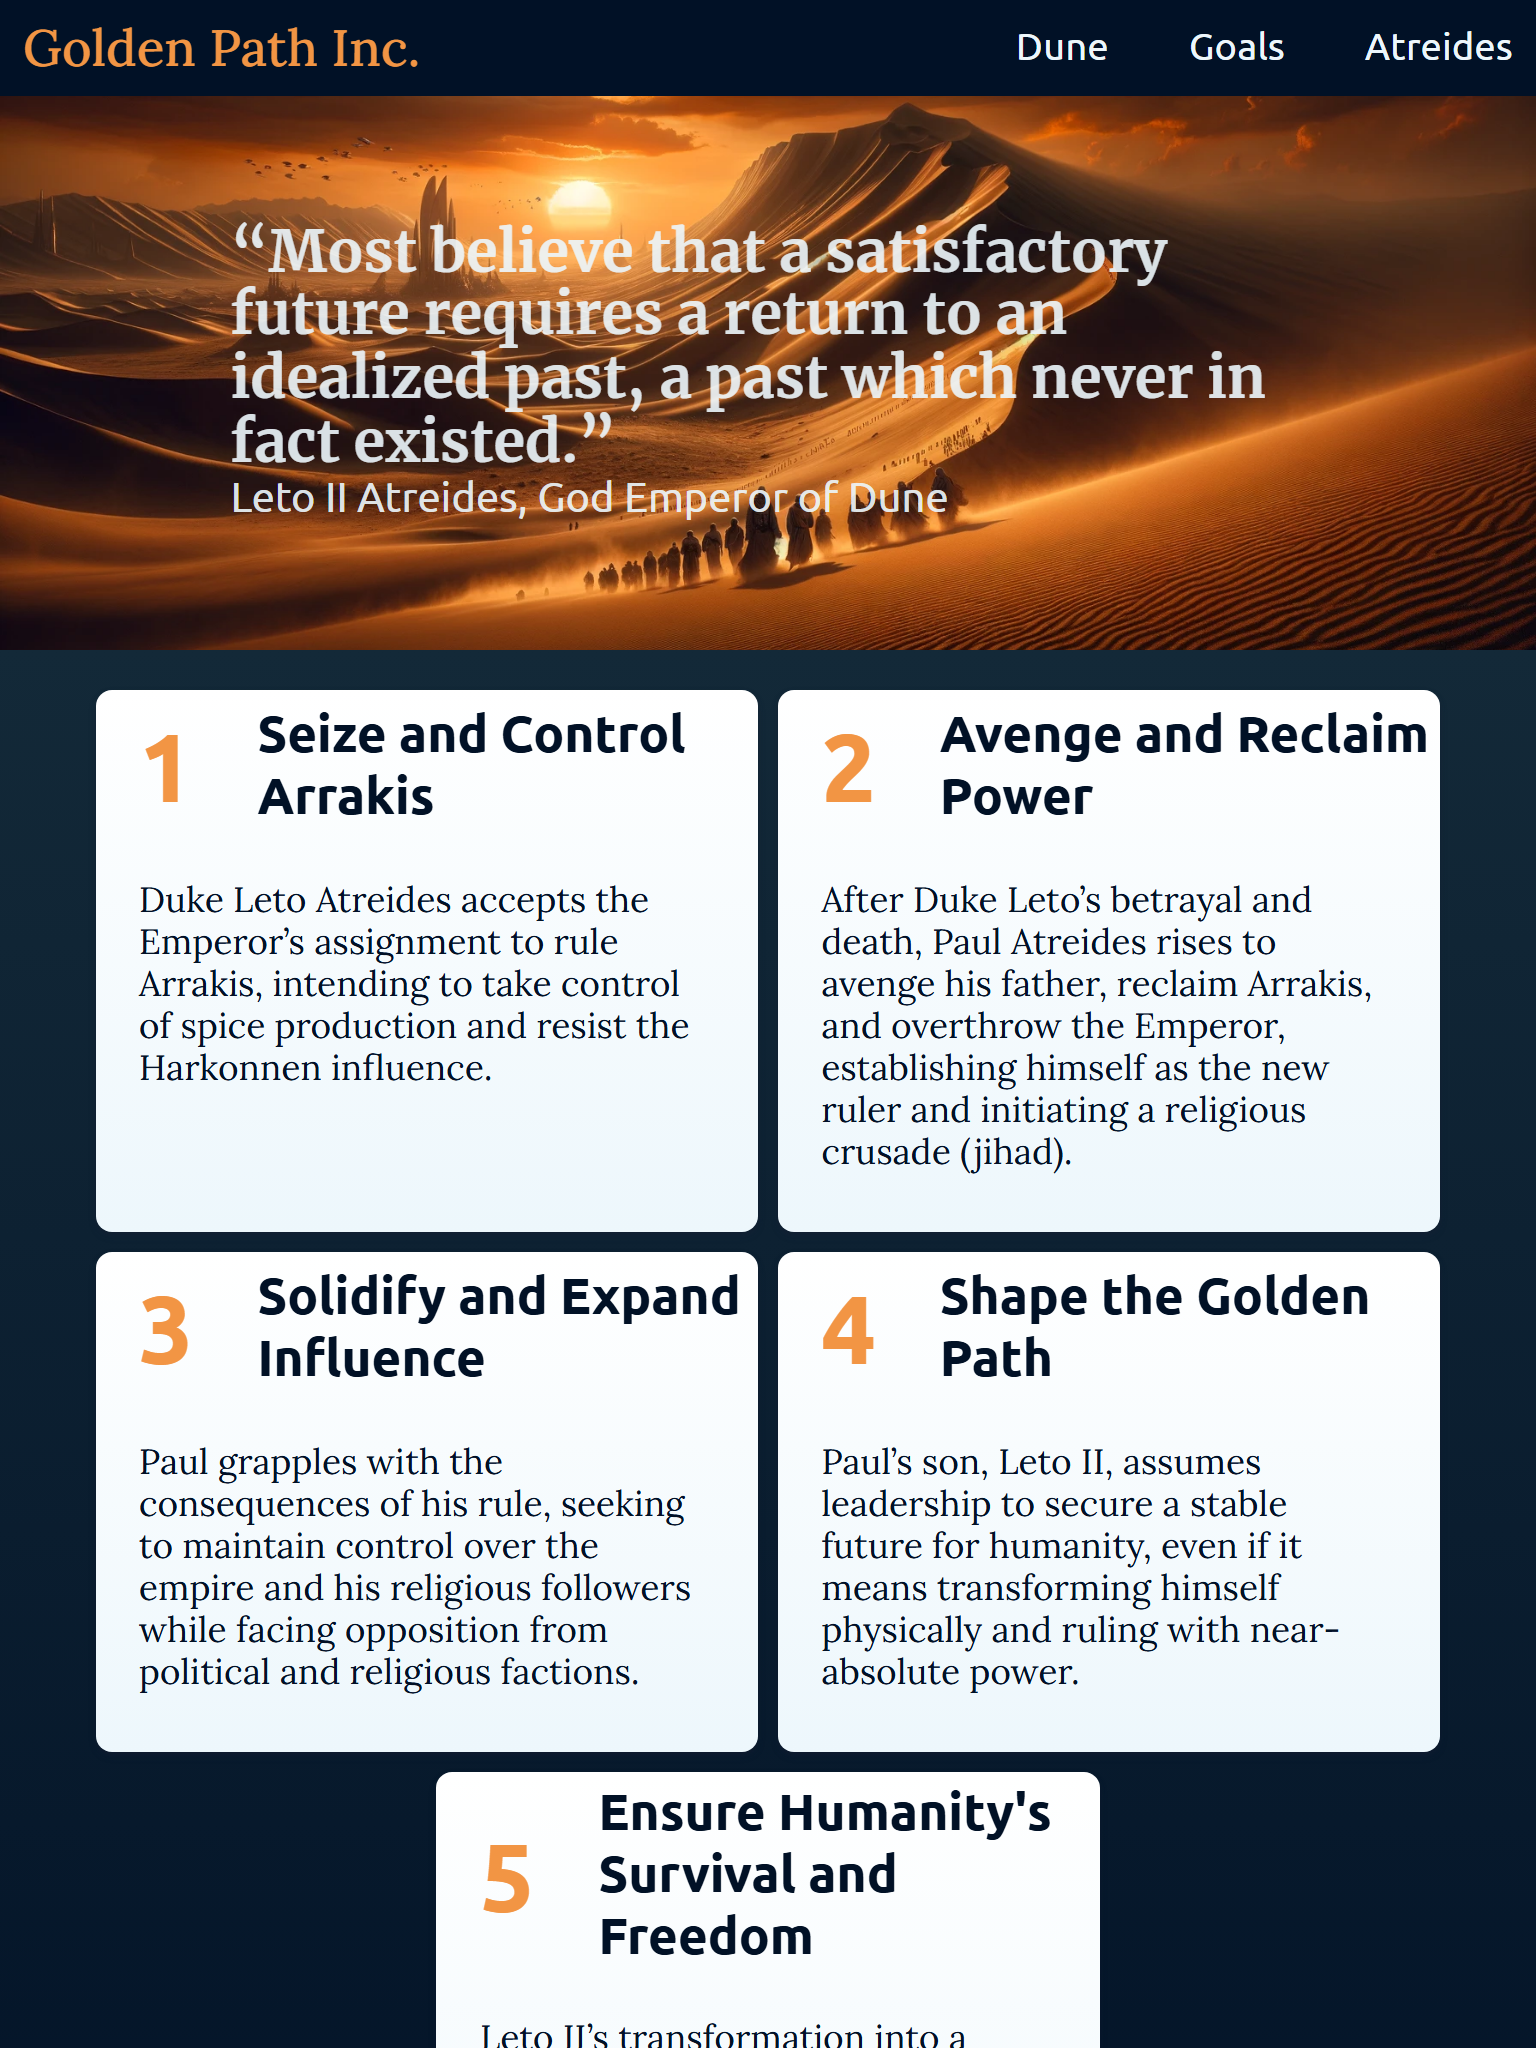 Golden Path Inc.
Dune Goals Atreides
“Most believe that a satisfactory
future requires a return to an
idealized past, a past which never in
fact existed.”
Leto II Atreides, God Emperor of Dune
1
Seize and Control
Arrakis
Duke Leto Atreides accepts the
Emperor’s assignment to rule
Arrakis, intending to take control
of spice production and resist the
Harkonnen influence.
2
Avenge and Reclaim
Power
After Duke Leto’s betrayal and
death, Paul Atreides rises to
avenge his father, reclaim Arrakis,
and overthrow the Emperor,
establishing himself as the new
ruler and initiating a religious
crusade (jihad).
3
Solidify and Expand
Influence
Paul grapples with the
consequences of his rule, seeking
to maintain control over the
empire and his religious followers
while facing opposition from
political and religious factions.
4
Shape the Golden
Path
Paul’s son, Leto II, assumes
leadership to secure a stable
future for humanity, even if it
means transforming himself
physically and ruling with near-
absolute power.
5
Ensure Humanity's
Survival and
Freedom
Leto II’s transformation into a